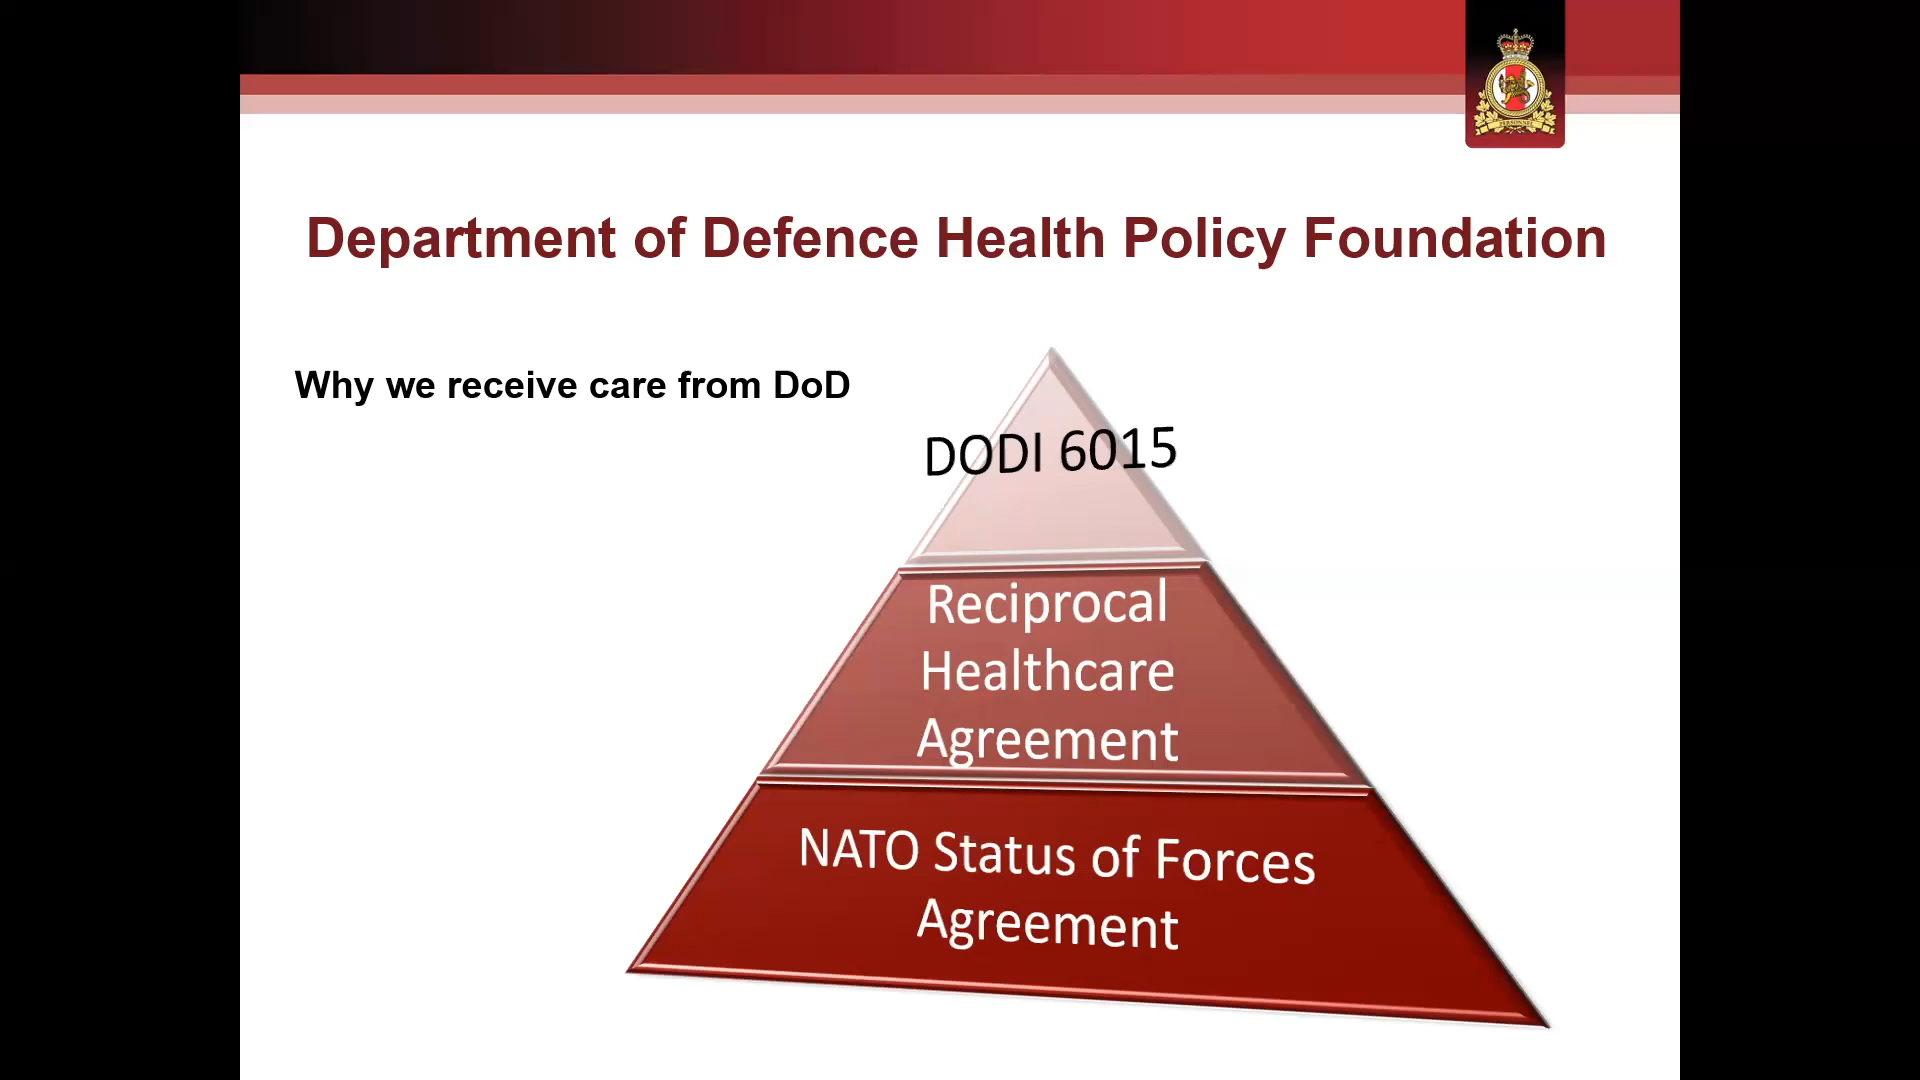 PERSONNEL
Department of Defence Health Policy Foundation
Why we receive care from DoD
DODI 6015
Reciprocal
Healthcare
Agreement
NATO Status of Forces
Agreement